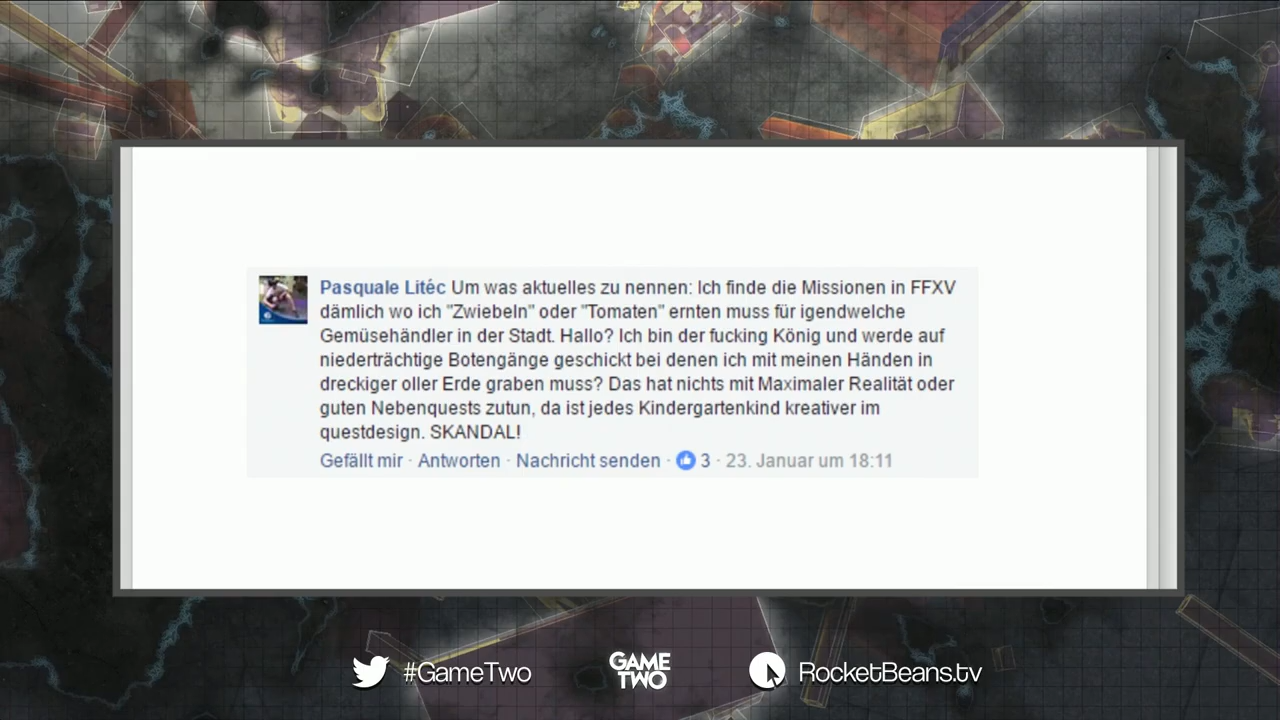 Pasquale Litéc Um was aktuelles zu nennen: Ich finde die Missionen in FFXV
dämlich wo ich "Zwiebeln" oder "Tomaten" ernten muss für igendwelche
Gemüsehändler in der Stadt. Hallo? Ich bin der fucking König und werde auf
niederträchtige Botengänge geschickt bei denen ich mit meinen Händen in
dreckiger oller Erde graben muss? Das hat nichts mit Maximaler Realität oder
guten Nebenquests zutun, da ist jedes Kindergartenkind kreativer im
questdesign. SKANDAL!
Gefällt mir · Antworten · Nachricht senden · 3 · 23. Januar um 18:11
#GameTwo
GAME
TWO
RocketBeans.tv